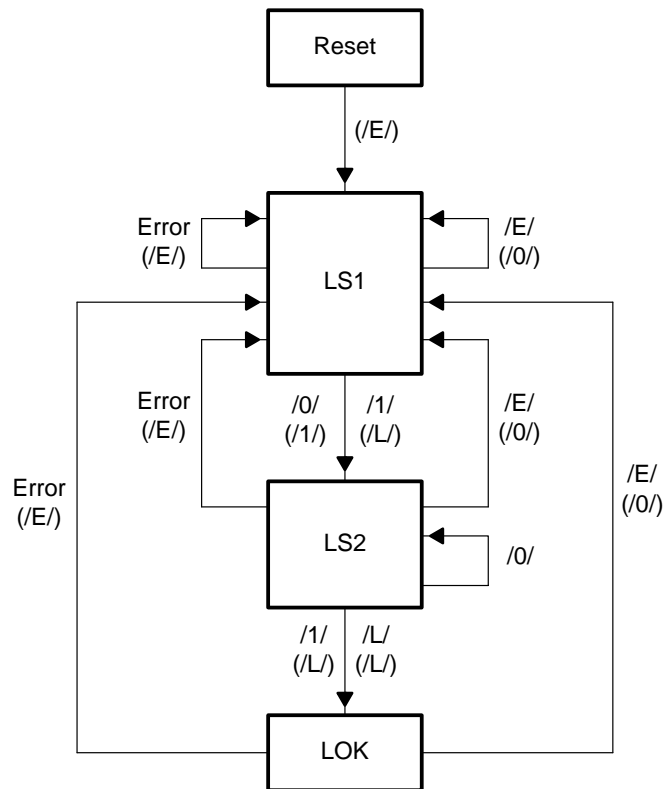 Reset
(/E/)
Error
(/E/)
/E/
(/0/)
LS1
Error
(/E/)
/0/
(/1/)
/1/
(/L/)
/E/
(/0/)
Error
(/E/)
/E/
(/0/)
LS2
/0/
/1/
(/L/)
/L/
(/L/)
LOK